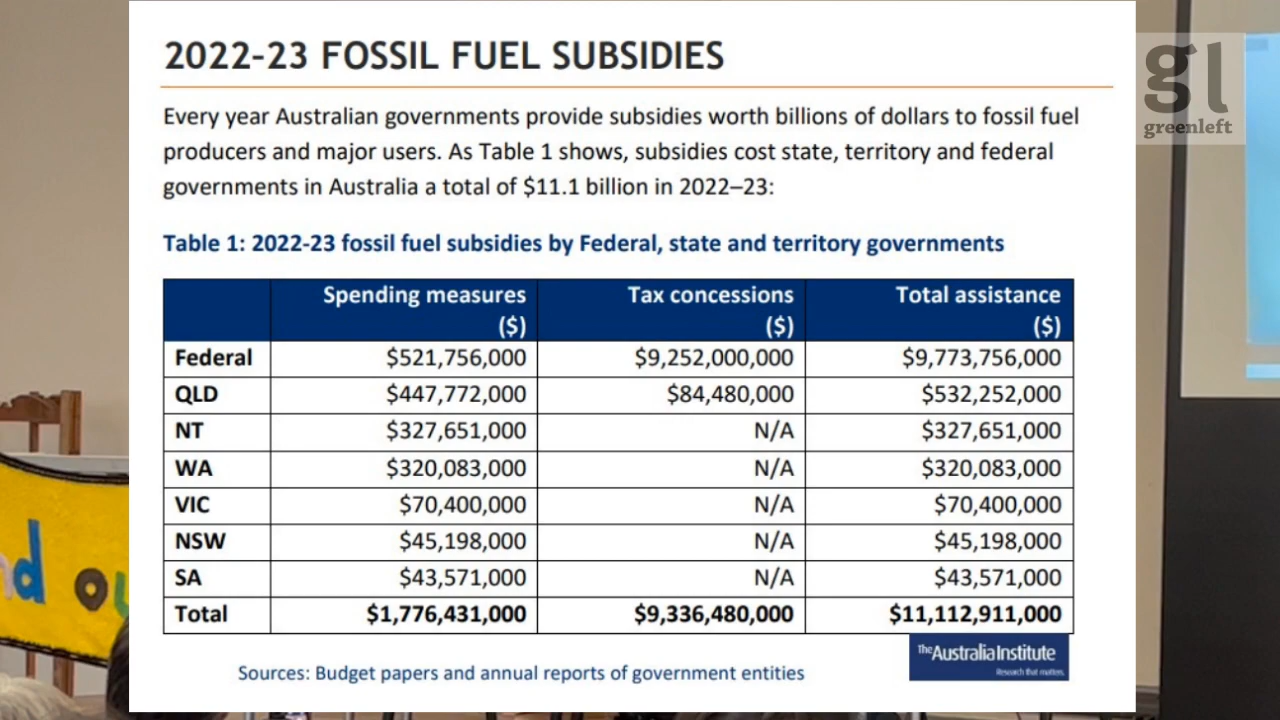 2022-23 FOSSIL FUEL SUBSIDIES
gl
greenleft
Every year Australian governments provide subsidies worth billions of dollars to fossil fuel
producers and major users. As Table 1 shows, subsidies cost state, territory and federal
governments in Australia a total of $11.1 billion in 2022–23:
Table 1: 2022-23 fossil fuel subsidies by Federal, state and territory governments
Spending measures ($) Tax concessions ($) Total assistance ($)
Federal $521,756,000 $9,252,000,000 $9,773,756,000
QLD $447,772,000 $84,480,000 $532,252,000
NT $327,651,000 N/A $327,651,000
WA $320,083,000 N/A $320,083,000
VIC $70,400,000 N/A $70,400,000
NSW $45,198,000 N/A $45,198,000
SA $43,571,000 N/A $43,571,000
Total $1,776,431,000 $9,336,480,000 $11,112,911,000
The Australia Institute
Research that matters.
Sources: Budget papers and annual reports of government entities